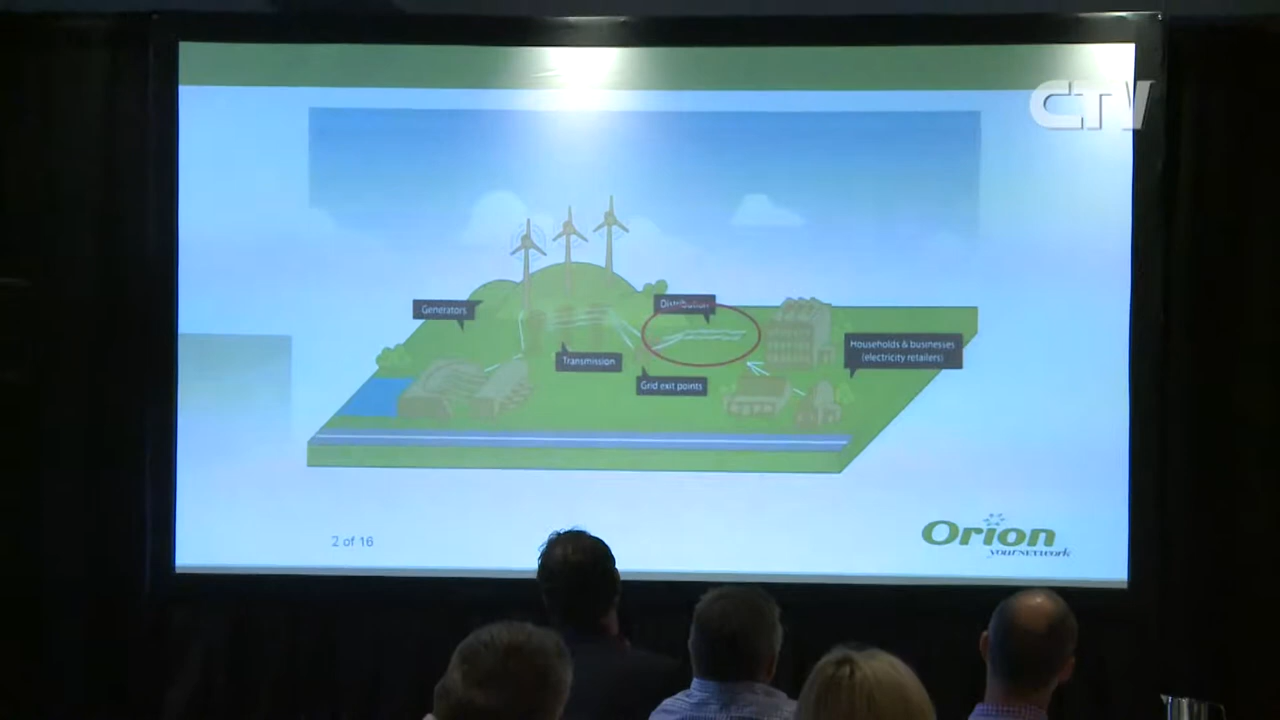 CTV
Generators
Distribution
Transmission
Households & businesses
(electricity retailers)
Grid exit points
2 of 16
Orion
your NETWORK